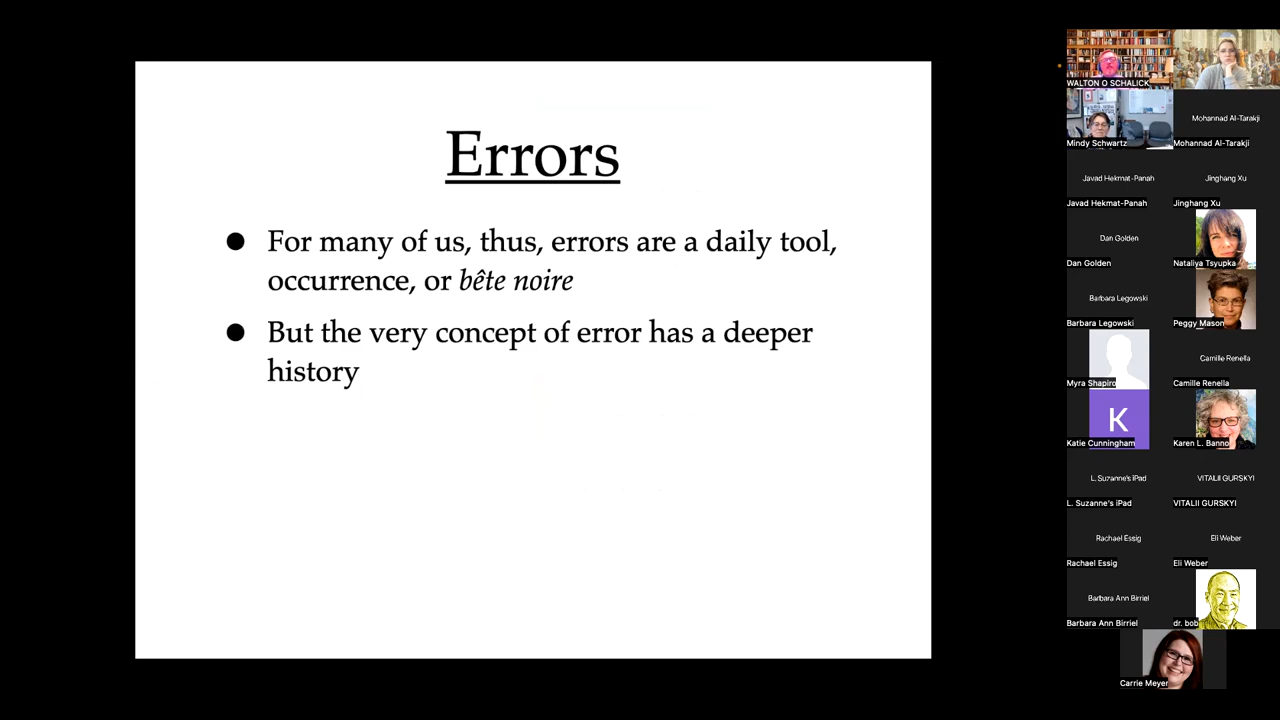 Errors
● For many of us, thus, errors are a daily tool,
occurrence, or bête noire
● But the very concept of error has a deeper
history
WALTON O SCHALICK
Mindy Schwartz
Mohannad Al-Tarakji
Mohannad Al-Tarakji
Javad Hekmat-Panah
Javad Hekmat-Panah
Jinghang Xu
Jinghang Xu
Dan Golden
Dan Golden
Nataliya Tsyupka
Barbara Legowski
Barbara Legowski
Peggy Mason
Myra Shapiro
Camille Renella
Camille Renella
K
Katie Cunningham
Karen L. Banno
L. Suzanne's iPad
L. Suzanne's iPad
VITALII GURSKYI
VITALII GURSKYI
Rachael Essig
Rachael Essig
Eli Weber
Eli Weber
Barbara Ann Birriel
Barbara Ann Birriel
dr. bob
Carrie Meyer